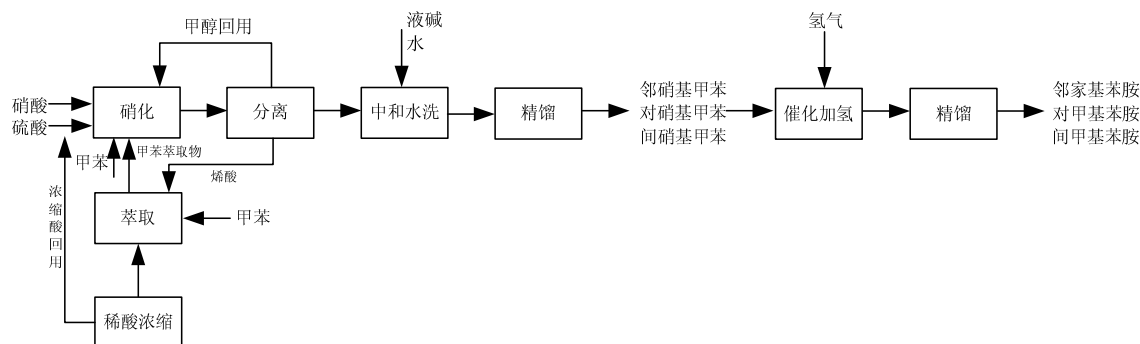 甲醇回用
液碱
水
氢气
硝酸
硫酸
硝化
分离
中和水洗
精馏
邻硝基甲苯
对硝基甲苯
间硝基甲苯
催化加氢
精馏
邻家基苯胺
对甲基苯胺
间甲基苯胺
甲苯
甲苯萃取物
烯酸
浓缩酸回用
萃取
甲苯
稀酸浓缩